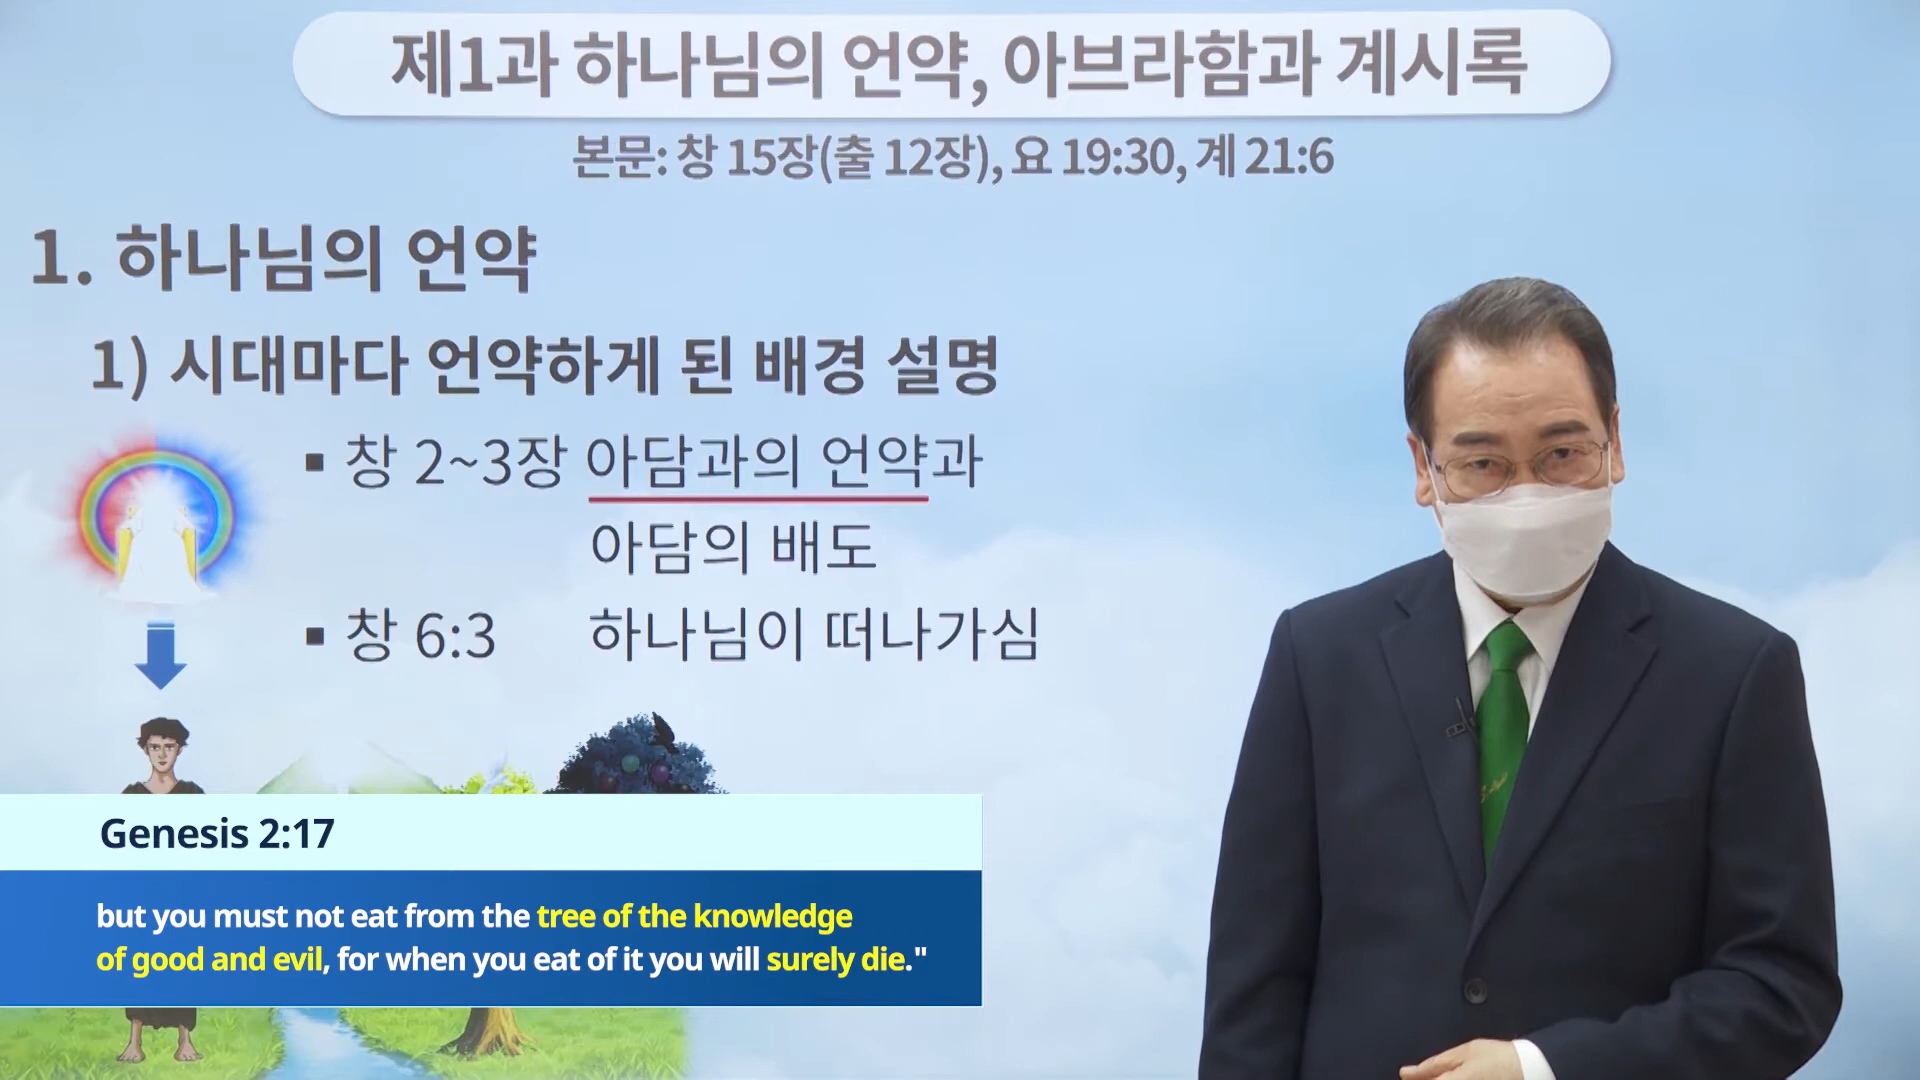 제1과 하나님의 언약, 아브라함과 계시록
본문: 창 15장(출 12장), 요 19:30, 계 21:6
1. 하나님의 언약
1) 시대마다 언약하게 된 배경 설명
▪ 창 2~3장 아담과의 언약과
아담의 배도
▪ 창 6:3 하나님이 떠나가심
Genesis 2:17
but you must not eat from the tree of the knowledge
of good and evil, for when you eat of it you will surely die."